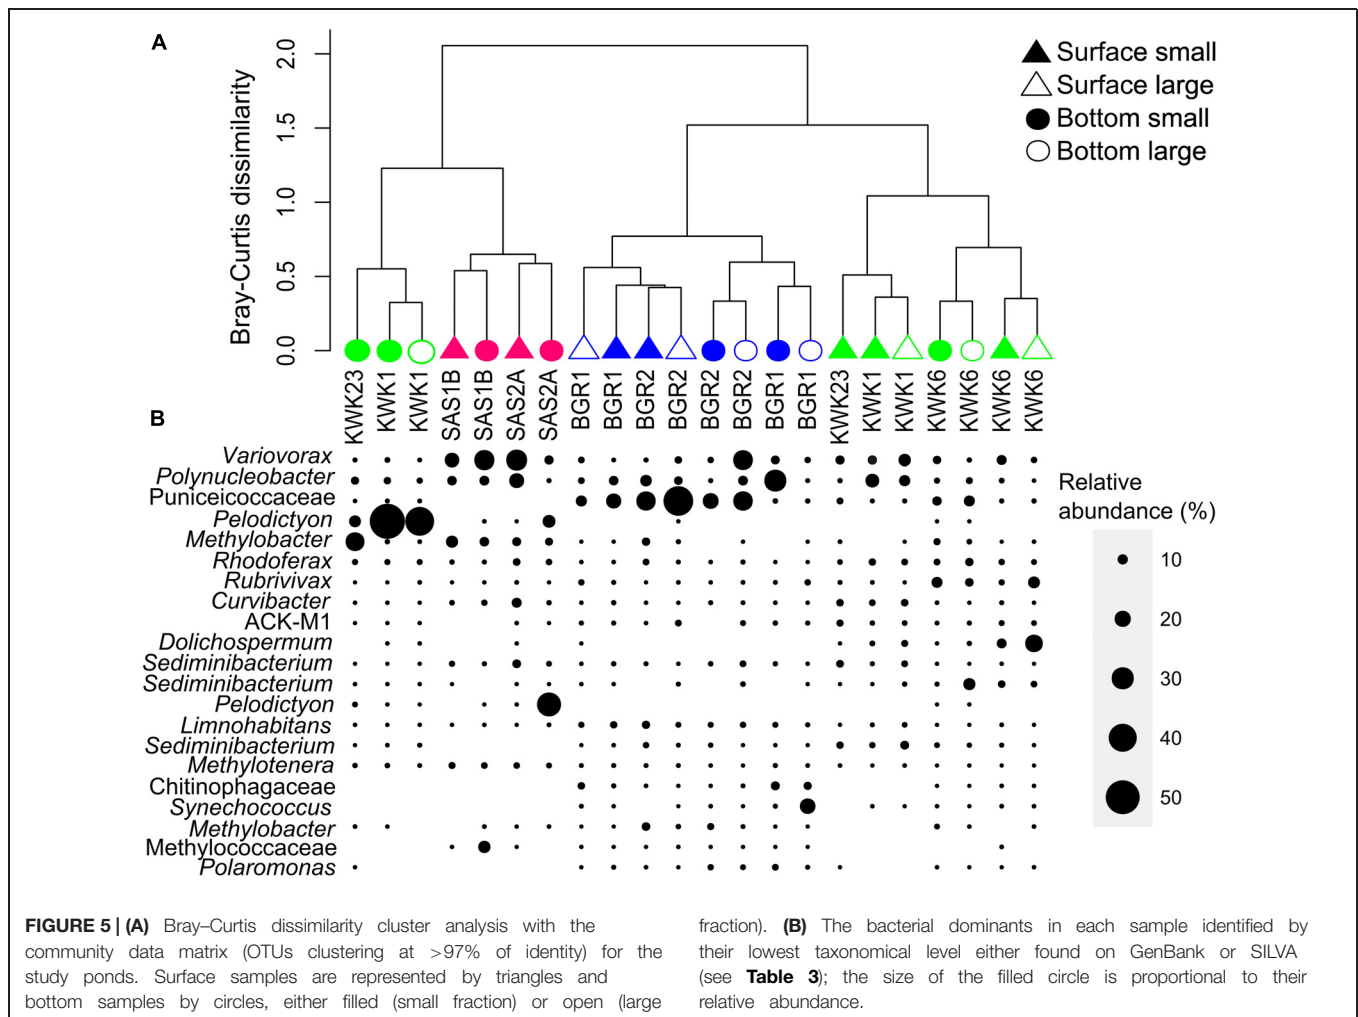 A
Bray-Curtis dissimilarity
2.0
1.5
1.0
0.5
0.0
Surface small
Surface large
Bottom small
Bottom large
KWK23
KWK1
KWK1
SAS1B
SAS1B
SAS2A
SAS2A
BGR1
BGR1
BGR2
BGR2
BGR2
BGR2
BGR1
BGR1
KWK23
KWK1
KWK1
KWK6
KWK6
KWK6
KWK6
B
Variovorax
Polynucleobacter
Puniceicoccaceae
Pelodictyon
Methylobacter
Rhodoferax
Rubrivivax
Curvibacter
ACK-M1
Dolichospermum
Sediminibacterium
Sediminibacterium
Pelodictyon
Limnohabitans
Sediminibacterium
Methylotenera
Chitinophagaceae
Synechococcus
Methylobacter
Methylococcaceae
Polaromonas
Relative
abundance (%)
10
20
30
40
50
FIGURE 5 | (A) Bray–Curtis dissimilarity cluster analysis with the
community data matrix (OTUs clustering at >97% of identity) for the
study ponds. Surface samples are represented by triangles and
bottom samples by circles, either filled (small fraction) or open (large
fraction). (B) The bacterial dominants in each sample identified by
their lowest taxonomical level either found on GenBank or SILVA
(see Table 3); the size of the filled circle is proportional to their
relative abundance.